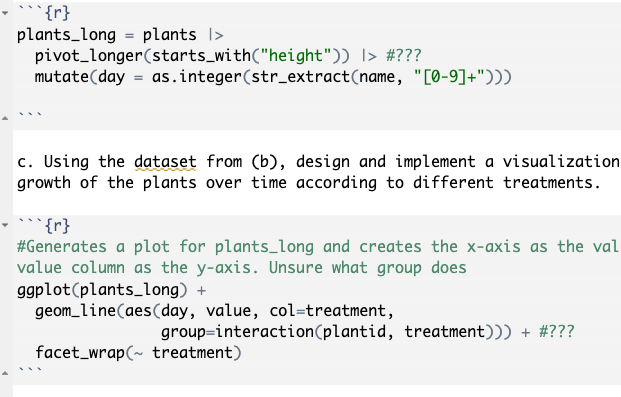 ```{r}
plants_long = plants |>
  pivot_longer(starts_with("height")) |> #???
  mutate(day = as.integer(str_extract(name, "[0-9]+")))
```
c. Using the dataset from (b), design and implement a visualization
growth of the plants over time according to different treatments.
```{r}
#Generates a plot for plants_long and creates the x-axis as the val
value column as the y-axis. Unsure what group does
ggplot(plants_long) +
  geom_line(aes(day, value, col=treatment,
                group=interaction(plantid, treatment))) + #???
  facet_wrap(~ treatment)
```